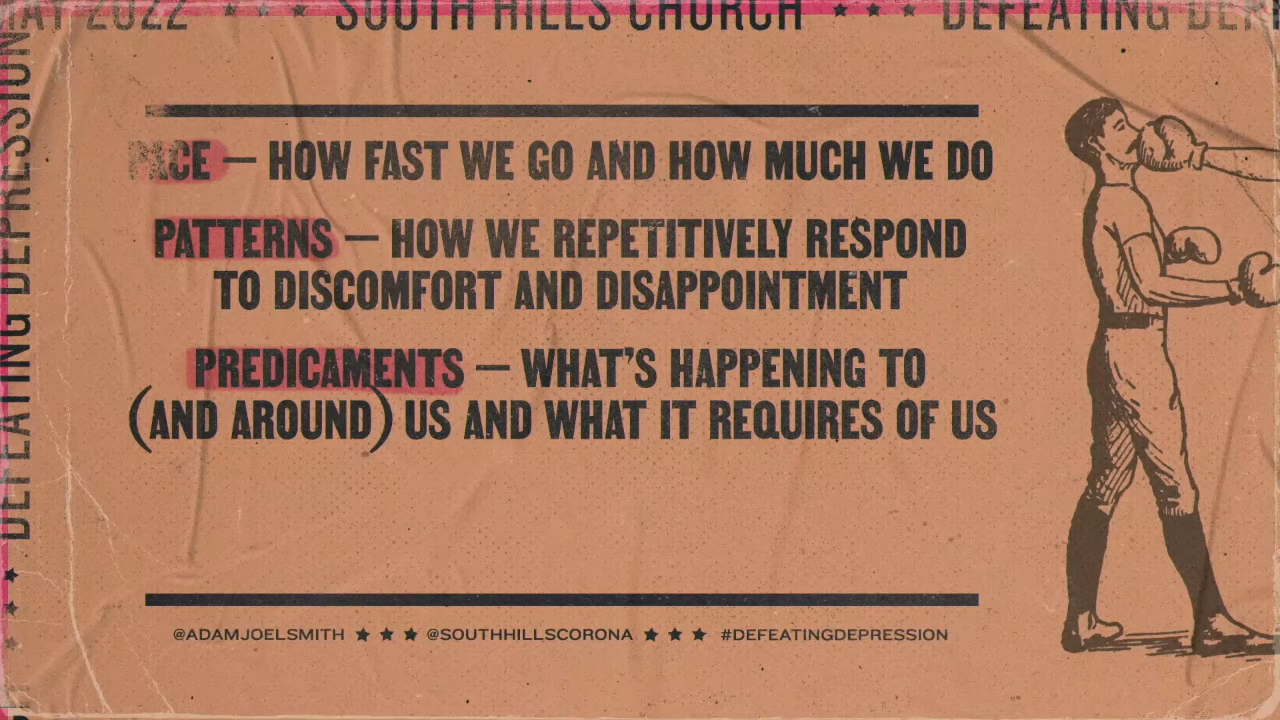 2022 ★ ★ ★ SOUTH HILLS CHURCH ★ ★ ★ DEFEATING
DEFEATING DEPRESSION
PACE — HOW FAST WE GO AND HOW MUCH WE DO
PATTERNS — HOW WE REPETITIVELY RESPOND
TO DISCOMFORT AND DISAPPOINTMENT
PREDICAMENTS — WHAT'S HAPPENING TO
(AND AROUND) US AND WHAT IT REQUIRES OF US
@ADAMJOELSMITH ★ ★ ★ @SOUTHHILLSCORONA ★ ★ ★ #DEFEATINGDEPRESSION